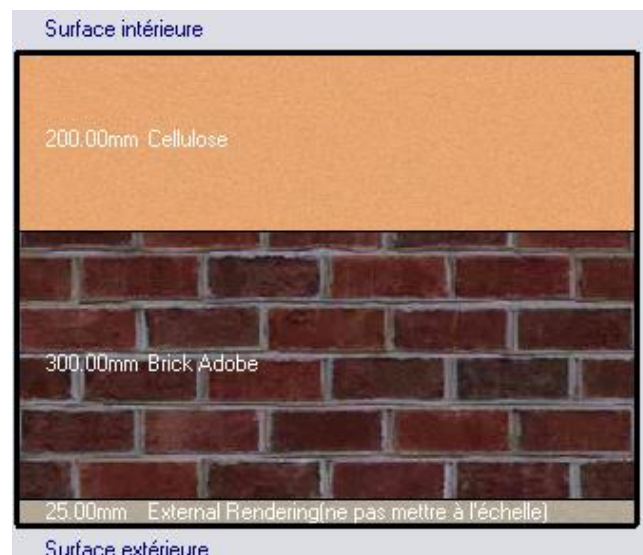 Surface intérieure
200.00mm Cellulose
300.00mm Brick Adobe
25.00mm External Rendering(ne pas mettre à l'échelle)
Surface extérieure